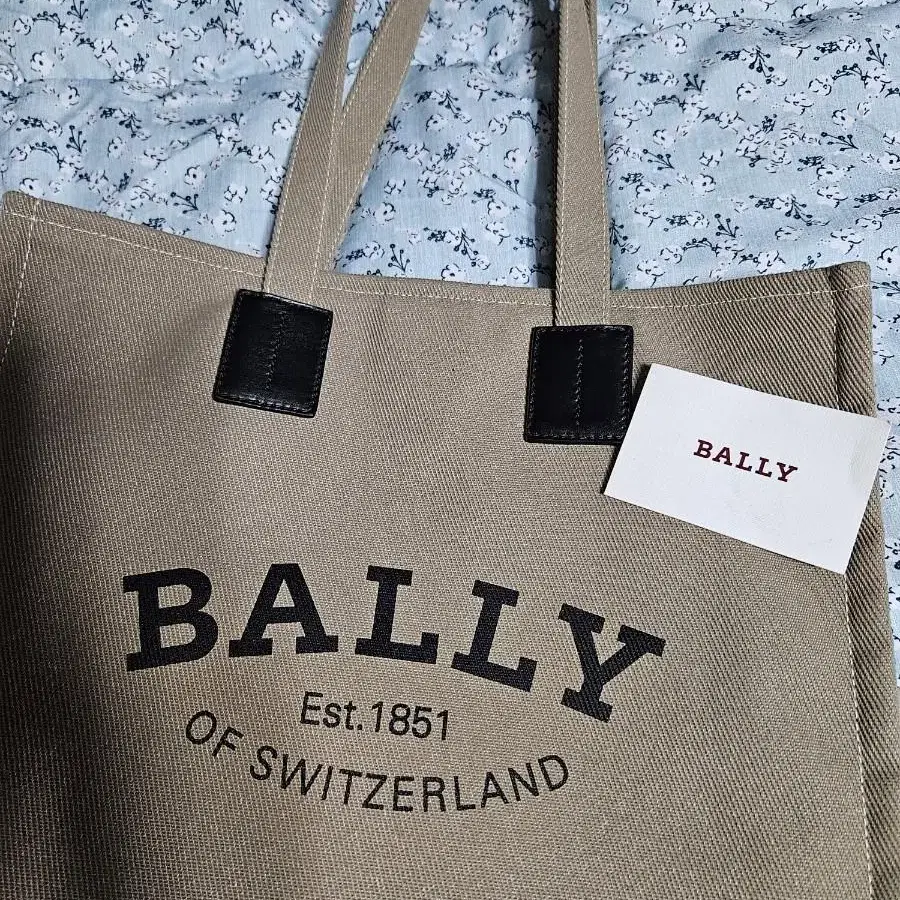 BALLY
BALLY
Est.1851
OF SWITZERLAND